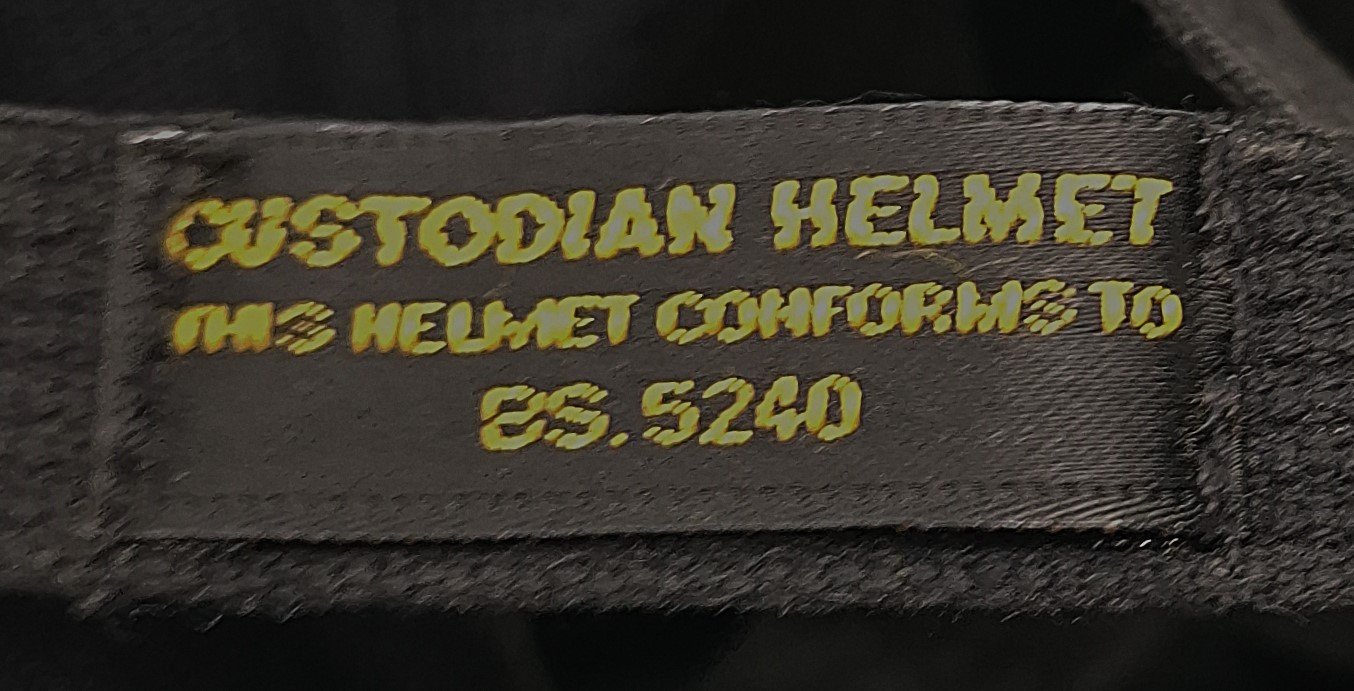 CUSTODIAN HELMET
THIS HELMET CONFORMS TO
BS.5240